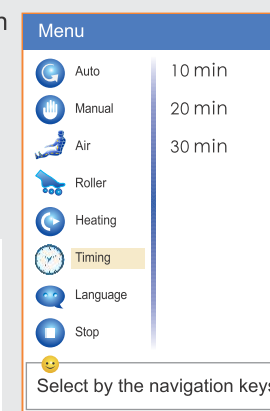 Menu
Auto
10 min
Manual
20 min
Air
30 min
Roller
Heating
Timing
Language
Stop
Select by the navigation keys